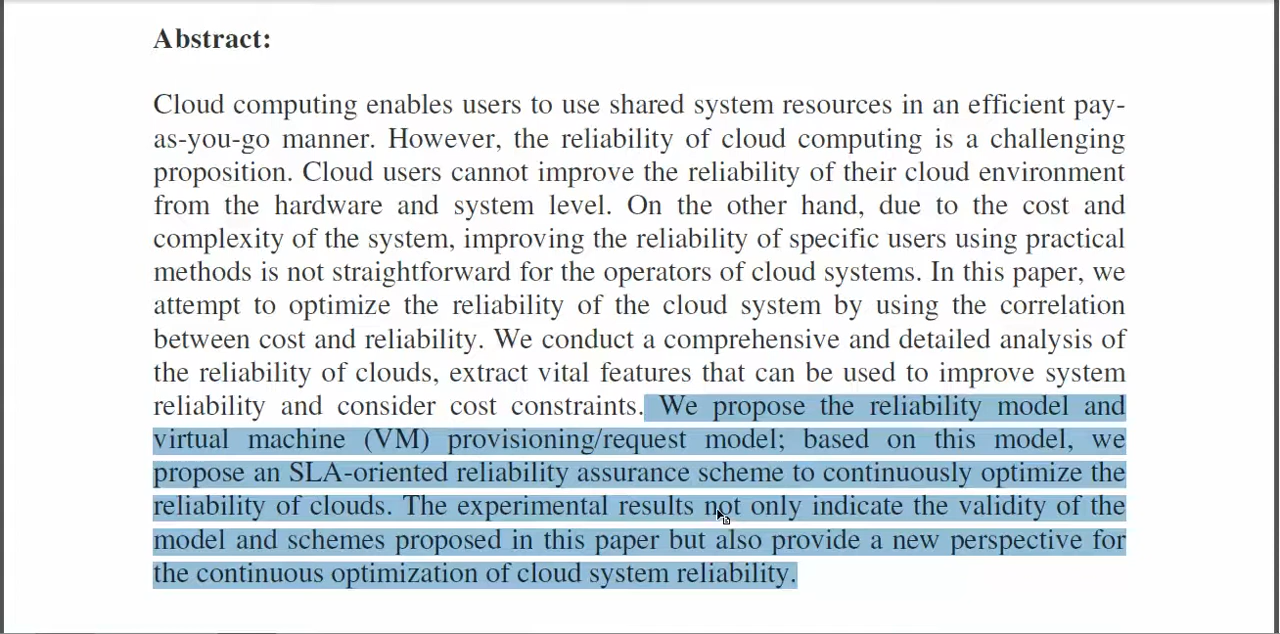 Abstract:
Cloud computing enables users to use shared system resources in an efficient pay-
as-you-go manner. However, the reliability of cloud computing is a challenging
proposition. Cloud users cannot improve the reliability of their cloud environment
from the hardware and system level. On the other hand, due to the cost and
complexity of the system, improving the reliability of specific users using practical
methods is not straightforward for the operators of cloud systems. In this paper, we
attempt to optimize the reliability of the cloud system by using the correlation
between cost and reliability. We conduct a comprehensive and detailed analysis of
the reliability of clouds, extract vital features that can be used to improve system
reliability and consider cost constraints. We propose the reliability model and
virtual machine (VM) provisioning/request model; based on this model, we
propose an SLA-oriented reliability assurance scheme to continuously optimize the
reliability of clouds. The experimental results not only indicate the validity of the
model and schemes proposed in this paper but also provide a new perspective for
the continuous optimization of cloud system reliability.